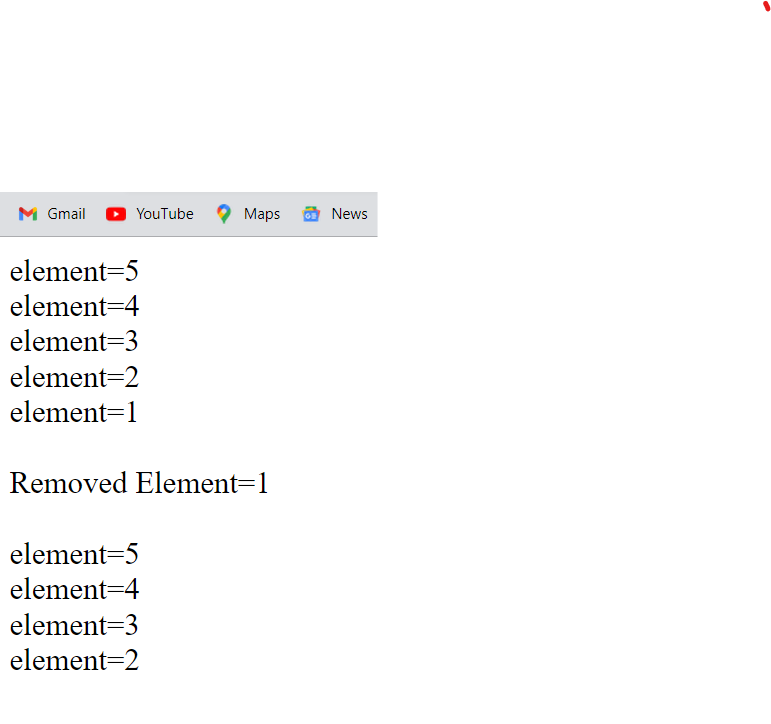 Gmail YouTube Maps News
element=5
element=4
element=3
element=2
element=1
Removed Element=1
element=5
element=4
element=3
element=2